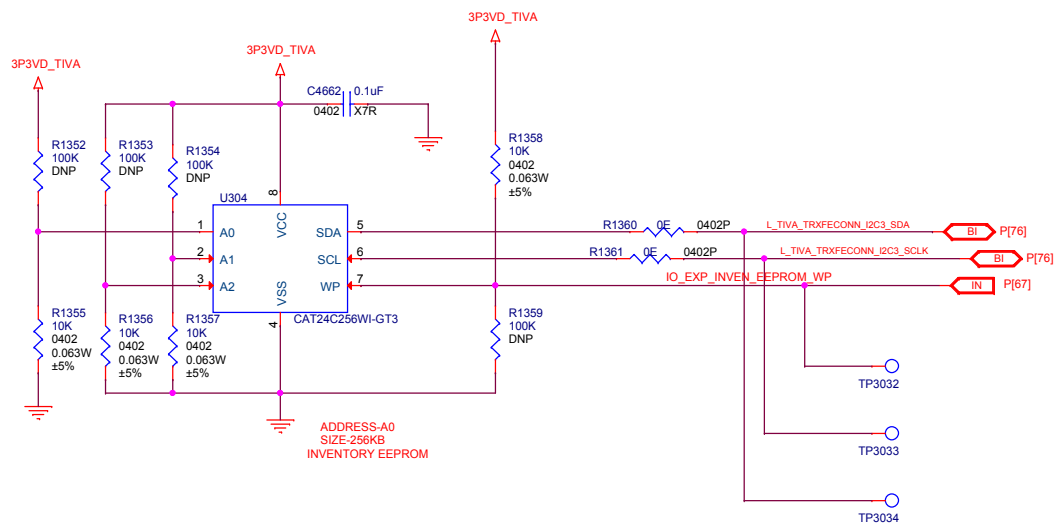 3P3VD_TIVA
3P3VD_TIVA
3P3VD_TIVA
C4662 0.1uF
0402 X7R
R1352
100K
DNP
R1353
100K
DNP
R1354
100K
DNP
R1358
10K
0402
0.063W
±5%
U304
8
VCC
1 A0
2 A1
3 A2
SDA 5
SCL 6
WP 7
VSS
4
CAT24C256WI-GT3
R1360 0E 0402P
L_TIVA_TRXFECONN_I2C3_SDA
BI P[76]
R1361 0E 0402P
L_TIVA_TRXFECONN_I2C3_SCLK
BI P[76]
IO_EXP_INVEN_EEPROM_WP
IN P[67]
R1355
10K
0402
0.063W
±5%
R1356
10K
0402
0.063W
±5%
R1357
10K
0402
0.063W
±5%
R1359
100K
DNP
TP3032
TP3033
TP3034
ADDRESS-A0
SIZE-256KB
INVENTORY EEPROM